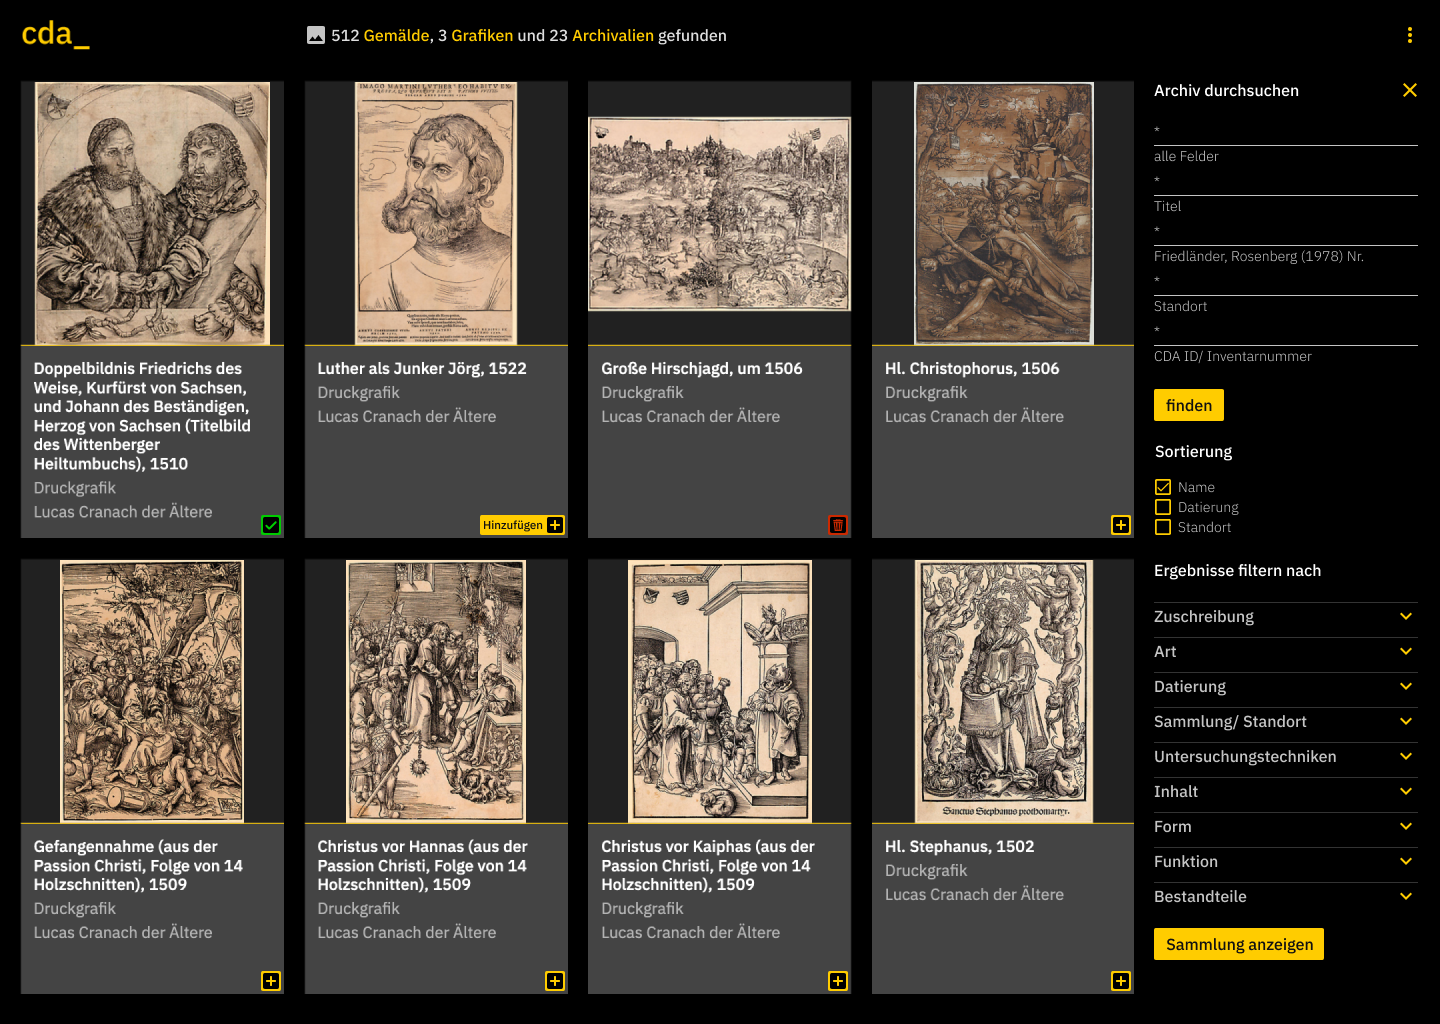 cda_
512 Gemälde, 3 Grafiken und 23 Archivalien gefunden
Doppelbildnis Friedrichs des
Weise, Kurfürst von Sachsen,
und Johann des Beständigen,
Herzog von Sachsen (Titelbild
des Wittenberger
Heiltumbuchs), 1510
Druckgrafik
Lucas Cranach der Ältere
Luther als Junker Jörg, 1522
Druckgrafik
Lucas Cranach der Ältere
Hinzufügen
Große Hirschjagd, um 1506
Druckgrafik
Lucas Cranach der Ältere
Hl. Christophorus, 1506
Druckgrafik
Lucas Cranach der Ältere
Gefangennahme (aus der
Passion Christi, Folge von 14
Holzschnitten), 1509
Druckgrafik
Lucas Cranach der Ältere
Christus vor Hannas (aus der
Passion Christi, Folge von 14
Holzschnitten), 1509
Druckgrafik
Lucas Cranach der Ältere
Christus vor Kaiphas (aus der
Passion Christi, Folge von 14
Holzschnitten), 1509
Druckgrafik
Lucas Cranach der Ältere
Sanctus Stephanus prothomartyr.
Hl. Stephanus, 1502
Druckgrafik
Lucas Cranach der Ältere
Archiv durchsuchen
*
alle Felder
*
Titel
*
Friedländer, Rosenberg (1978) Nr.
*
Standort
*
CDA ID/ Inventarnummer
finden
Sortierung
Name
Datierung
Standort
Ergebnisse filtern nach
Zuschreibung
Art
Datierung
Sammlung/ Standort
Untersuchungstechniken
Inhalt
Form
Funktion
Bestandteile
Sammlung anzeigen